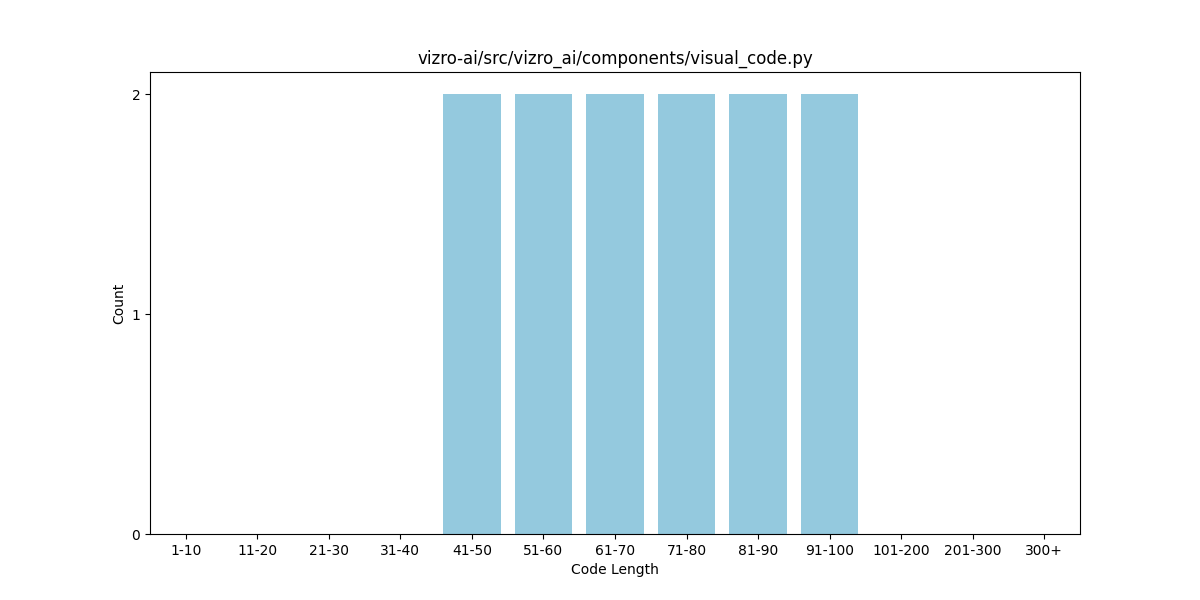 vizro-ai/src/vizro_ai/components/visual_code.py
2
1
0
Count
1-10 11-20 21-30 31-40 41-50 51-60 61-70 71-80 81-90 91-100 101-200 201-300 300+
Code Length